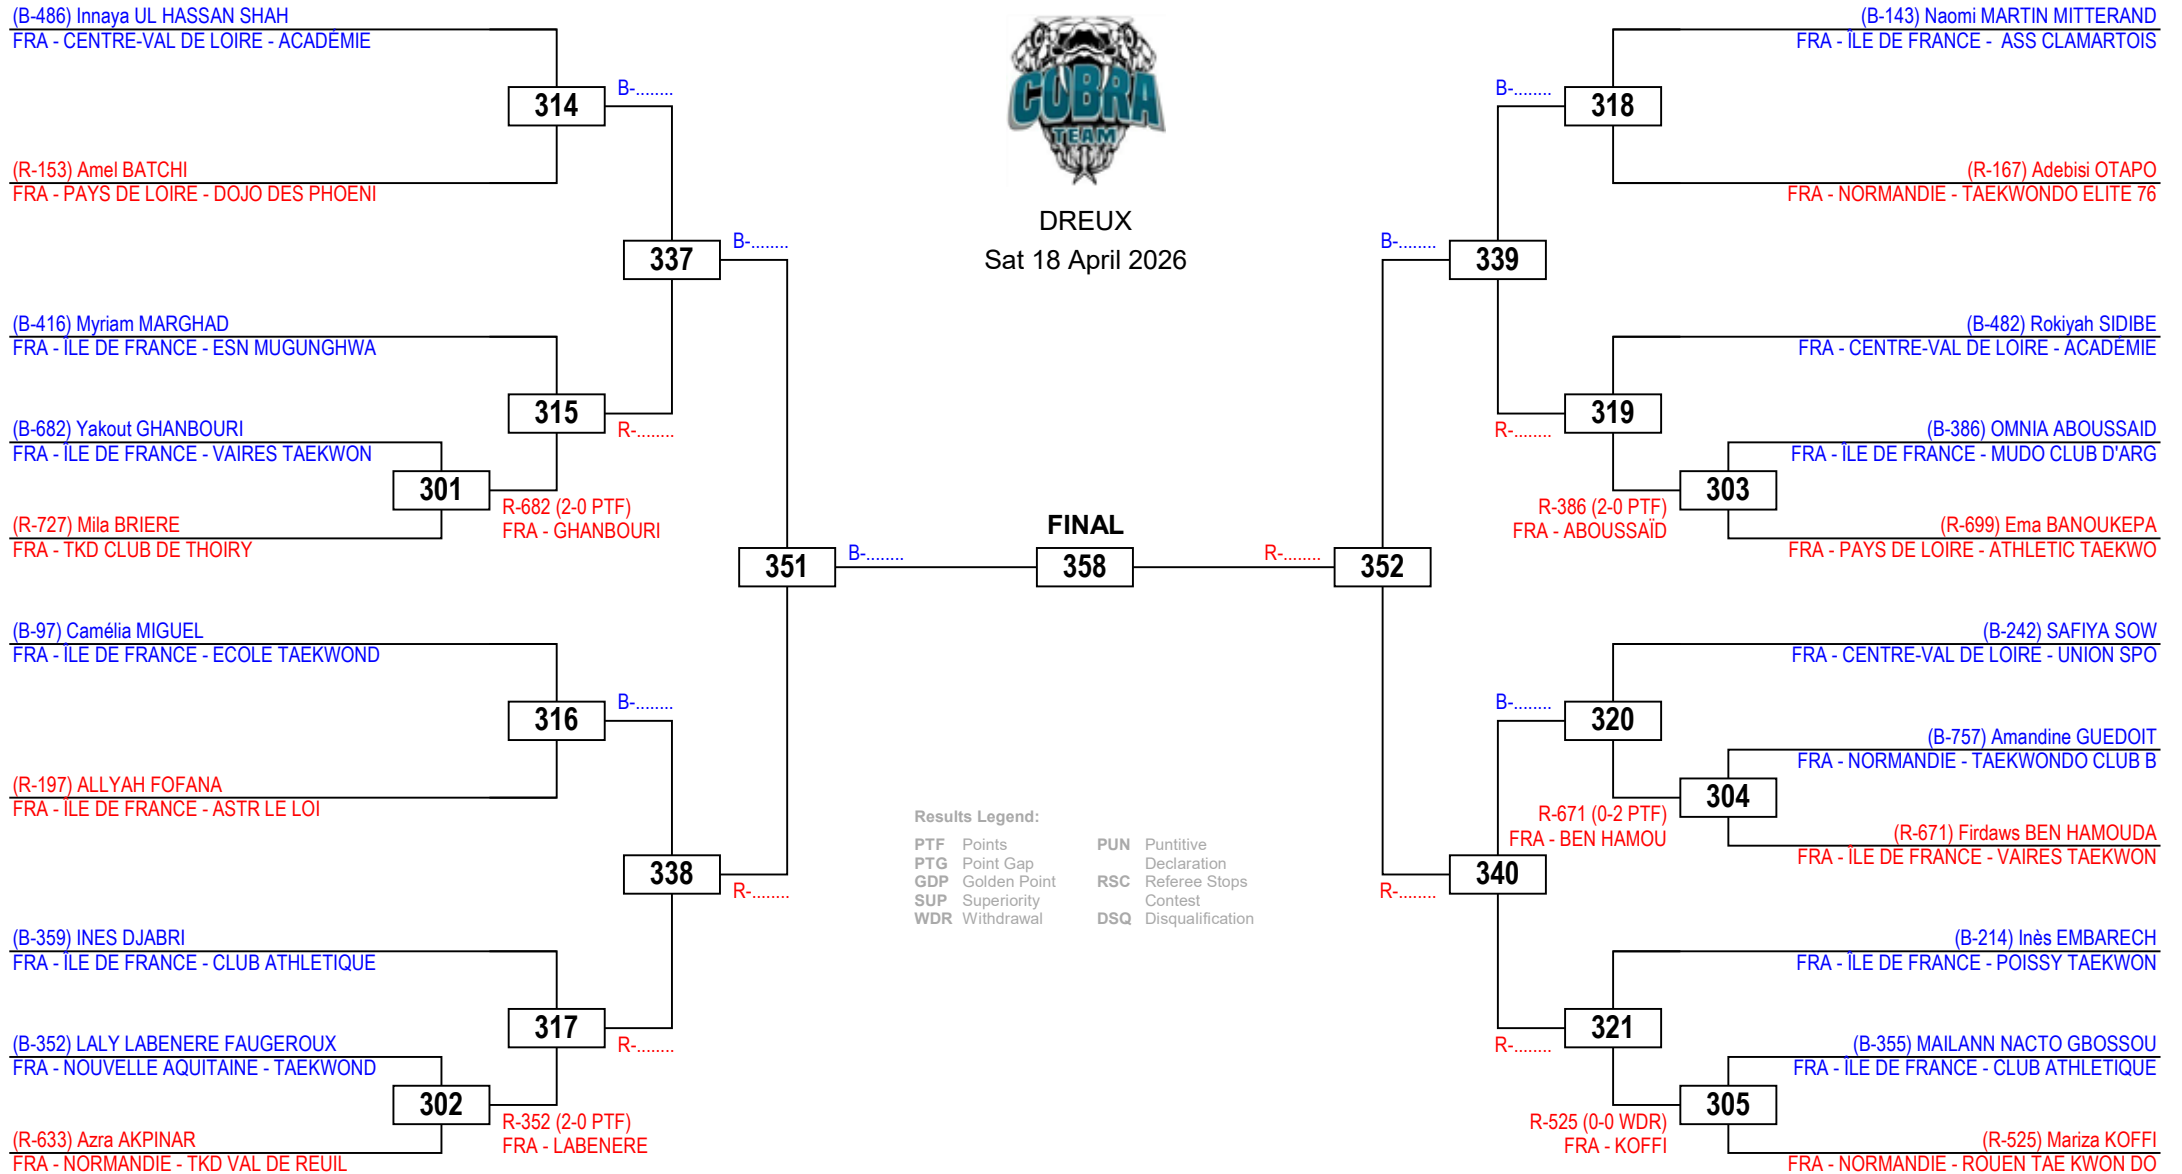 (B-486) Innaya UL HASSAN SHAH
FRA - CENTRE-VAL DE LOIRE - ACADÉMIE
314
B-........
(R-153) Amel BATCHI
FRA - PAYS DE LOIRE - DOJO DES PHOENI
337
B-........
(B-416) Myriam MARGHAD
FRA - ÎLE DE FRANCE - ESN MUGUNGHWA
315
R-........
(B-682) Yakout GHANBOURI
FRA - ÎLE DE FRANCE - VAIRES TAEKWON
301
R-682 (2-0 PTF)
FRA - GHANBOURI
(R-727) Mila BRIERE
FRA - TKD CLUB DE THOIRY
351
B-........
(B-97) Camélia MIGUEL
FRA - ÎLE DE FRANCE - ECOLE TAEKWOND
316
B-........
(R-197) ALLYAH FOFANA
FRA - ÎLE DE FRANCE - ASTR LE LOI
338
R-........
(B-359) INES DJABRI
FRA - ÎLE DE FRANCE - CLUB ATHLETIQUE
317
R-........
(B-352) LALY LABENERE FAUGEROUX
FRA - NOUVELLE AQUITAINE - TAEKWOND
302
R-352 (2-0 PTF)
FRA - LABENERE
(R-633) Azra AKPINAR
FRA - NORMANDIE - TKD VAL DE REUIL
COBRA
TEAM
DREUX
Sat 18 April 2026
FINAL
358
Results Legend:
PTF Points
PTG Point Gap
GDP Golden Point
SUP Superiority
WDR Withdrawal
PUN Puntitive
Declaration
RSC Referee Stops
Contest
DSQ Disqualification
(B-143) Naomi MARTIN MITTERAND
FRA - ÎLE DE FRANCE - ASS CLAMARTOIS
B-........
318
(R-167) Adebisi OTAPO
FRA - NORMANDIE - TAEKWONDO ELITE 76
B-........
339
(B-482) Rokiyah SIDIBE
FRA - CENTRE-VAL DE LOIRE - ACADÉMIE
319
R-........
(B-386) OMNIA ABOUSSAID
FRA - ÎLE DE FRANCE - MUDO CLUB D'ARG
303
R-386 (2-0 PTF)
FRA - ABOUSSAÏD
(R-699) Ema BANOUKEPA
FRA - PAYS DE LOIRE - ATHLETIC TAEKWO
R-........
352
(B-242) SAFIYA SOW
FRA - CENTRE-VAL DE LOIRE - UNION SPO
B-........
320
(B-757) Amandine GUEDOIT
FRA - NORMANDIE - TAEKWONDO CLUB B
304
R-671 (0-2 PTF)
FRA - BEN HAMOU
(R-671) Firdaws BEN HAMOUDA
FRA - ÎLE DE FRANCE - VAIRES TAEKWON
340
R-........
(B-214) Inès EMBARECH
FRA - ÎLE DE FRANCE - POISSY TAEKWON
321
R-........
(B-355) MAILANN NACTO GBOSSOU
FRA - ÎLE DE FRANCE - CLUB ATHLETIQUE
305
R-525 (0-0 WDR)
FRA - KOFFI
(R-525) Mariza KOFFI
FRA - NORMANDIE - ROUEN TAE KWON DO